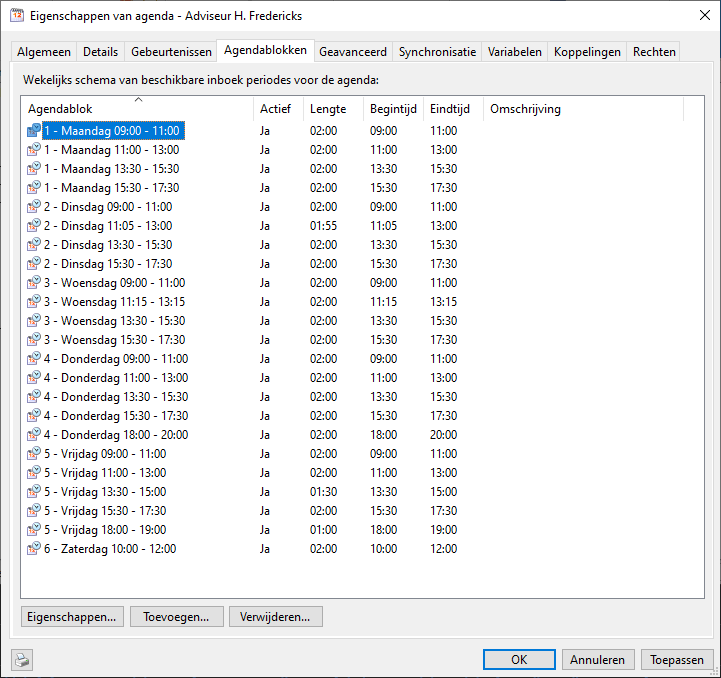 Eigenschappen van agenda - Adviseur H. Fredericks
Algemeen Details Gebeurtenissen Agendablokken Geavanceerd Synchronisatie Variabelen Koppelingen Rechten
Wekelijks schema van beschikbare inboek periodes voor de agenda:
Agendablok Actief Lengte Begintijd Eindtijd Omschrijving
1 - Maandag 09:00 - 11:00 Ja 02:00 09:00 11:00
1 - Maandag 11:00 - 13:00 Ja 02:00 11:00 13:00
1 - Maandag 13:30 - 15:30 Ja 02:00 13:30 15:30
1 - Maandag 15:30 - 17:30 Ja 02:00 15:30 17:30
2 - Dinsdag 09:00 - 11:00 Ja 02:00 09:00 11:00
2 - Dinsdag 11:05 - 13:00 Ja 01:55 11:05 13:00
2 - Dinsdag 13:30 - 15:30 Ja 02:00 13:30 15:30
2 - Dinsdag 15:30 - 17:30 Ja 02:00 15:30 17:30
3 - Woensdag 09:00 - 11:00 Ja 02:00 09:00 11:00
3 - Woensdag 11:15 - 13:15 Ja 02:00 11:15 13:15
3 - Woensdag 13:30 - 15:30 Ja 02:00 13:30 15:30
3 - Woensdag 15:30 - 17:30 Ja 02:00 15:30 17:30
4 - Donderdag 09:00 - 11:00 Ja 02:00 09:00 11:00
4 - Donderdag 11:00 - 13:00 Ja 02:00 11:00 13:00
4 - Donderdag 13:30 - 15:30 Ja 02:00 13:30 15:30
4 - Donderdag 15:30 - 17:30 Ja 02:00 15:30 17:30
4 - Donderdag 18:00 - 20:00 Ja 02:00 18:00 20:00
5 - Vrijdag 09:00 - 11:00 Ja 02:00 09:00 11:00
5 - Vrijdag 11:00 - 13:00 Ja 02:00 11:00 13:00
5 - Vrijdag 13:30 - 15:00 Ja 01:30 13:30 15:00
5 - Vrijdag 15:30 - 17:30 Ja 02:00 15:30 17:30
5 - Vrijdag 18:00 - 19:00 Ja 01:00 18:00 19:00
6 - Zaterdag 10:00 - 12:00 Ja 02:00 10:00 12:00
Eigenschappen... Toevoegen... Verwijderen...
OK Annuleren Toepassen